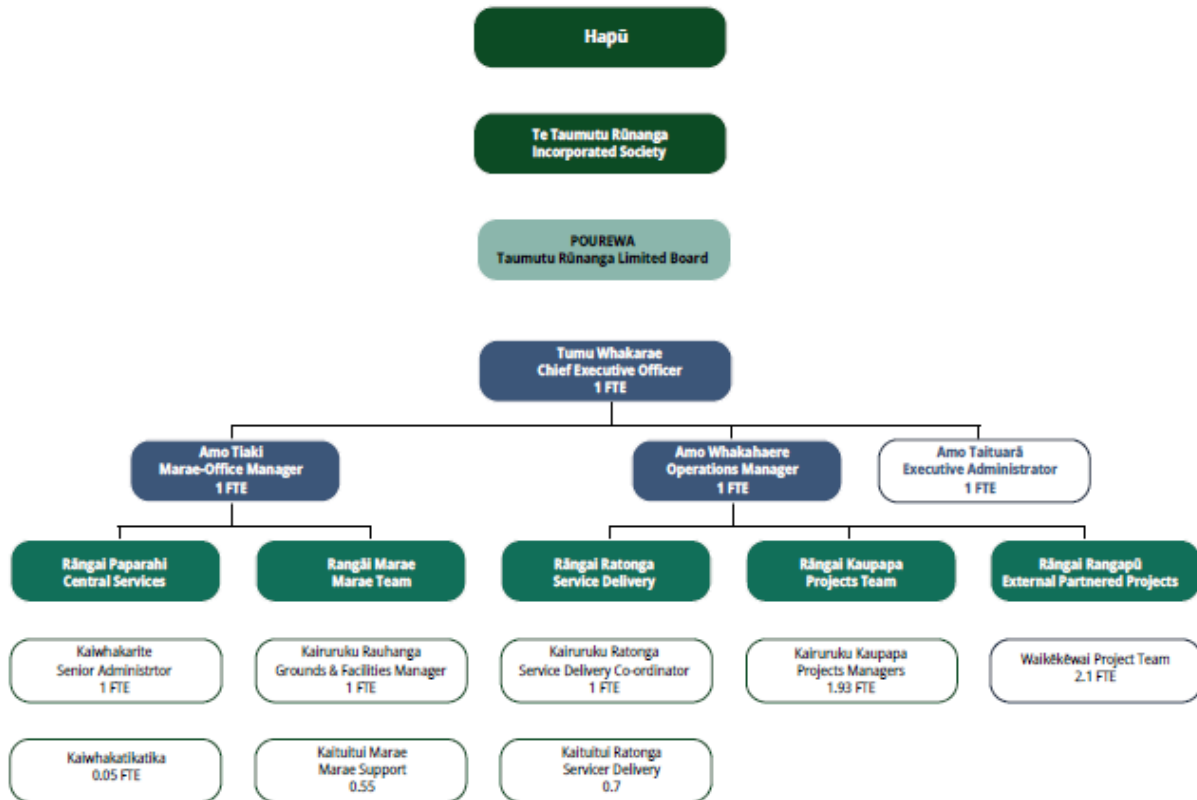 Hapū
Te Taumutu Rūnanga
Incorporated Society
POUREWA
Taumutu Rūnanga Limited Board
Tumu Whakarae
Chief Executive Officer
1 FTE
Amo Tiaki
Marae-Office Manager
1 FTE
Amo Whakahaere
Operations Manager
1 FTE
Amo Taituarā
Executive Administrator
1 FTE
Rāngai Paparahi
Central Services
Rangāi Marae
Marae Team
Rāngai Ratonga
Service Delivery
Rāngai Kaupapa
Projects Team
Rāngai Rangapū
External Partnered Projects
Kaiwhakarite
Senior Administrtor
1 FTE
Kairuruku Rauhanga
Grounds & Facilities Manager
1 FTE
Kairuruku Ratonga
Service Delivery Co-ordinator
1 FTE
Kairuruku Kaupapa
Projects Managers
1.93 FTE
Waikēkēwai Project Team
2.1 FTE
Kaiwhakatikatika
0.05 FTE
Kaituitui Marae
Marae Support
0.55
Kaituitui Ratonga
Servicer Delivery
0.7